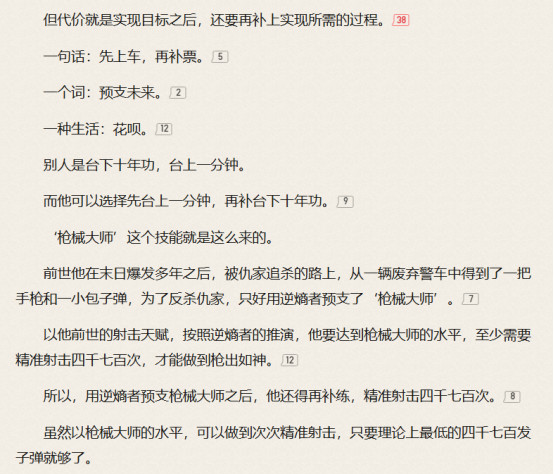 但代价就是实现目标之后，还要再补上实现所需的过程。 38
一句话：先上车，再补票。 5
一个词：预支未来。 2
一种生活：花呗。 12
别人是台下十年功，台上一分钟。
而他可以选择先台上一分钟，再补台下十年功。 9
‘枪械大师’这个技能就是这么来的。
前世他在末日爆发多年之后，被仇家追杀的路上，从一辆废弃警车中得到了一把
手枪和一小包子弹，为了反杀仇家，只好用逆熵者预支了‘枪械大师’。 7
以他前世的射击天赋，按照逆熵者的推演，他要达到枪械大师的水平，至少需要
精准射击四千七百次，才能做到枪出如神。 12
所以，用逆熵者预支枪械大师之后，他还得再补练，精准射击四千七百次。 8
虽然以枪械大师的水平，可以做到次次精准射击，只要理论上最低的四千七百发
子弹就够了。